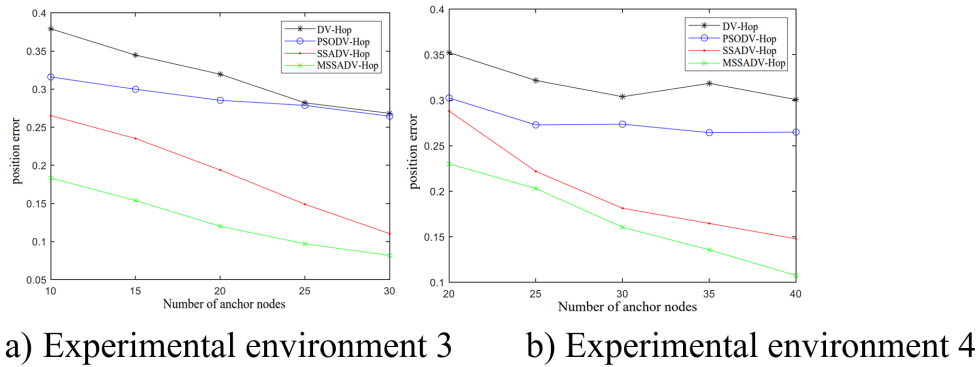 0.4
0.35
0.3
0.25
0.2
0.15
0.1
0.05
position error
DV-Hop
PSODV-Hop
SSADV-Hop
MSSADV-Hop
10 15 20 25 30
Number of anchor nodes
0.4
0.35
0.3
0.25
0.2
0.15
0.1
position error
DV-Hop
PSODV-Hop
SSADV-Hop
MSSADV-Hop
20 25 30 35 40
Number of anchor nodes
a) Experimental environment 3
b) Experimental environment 4